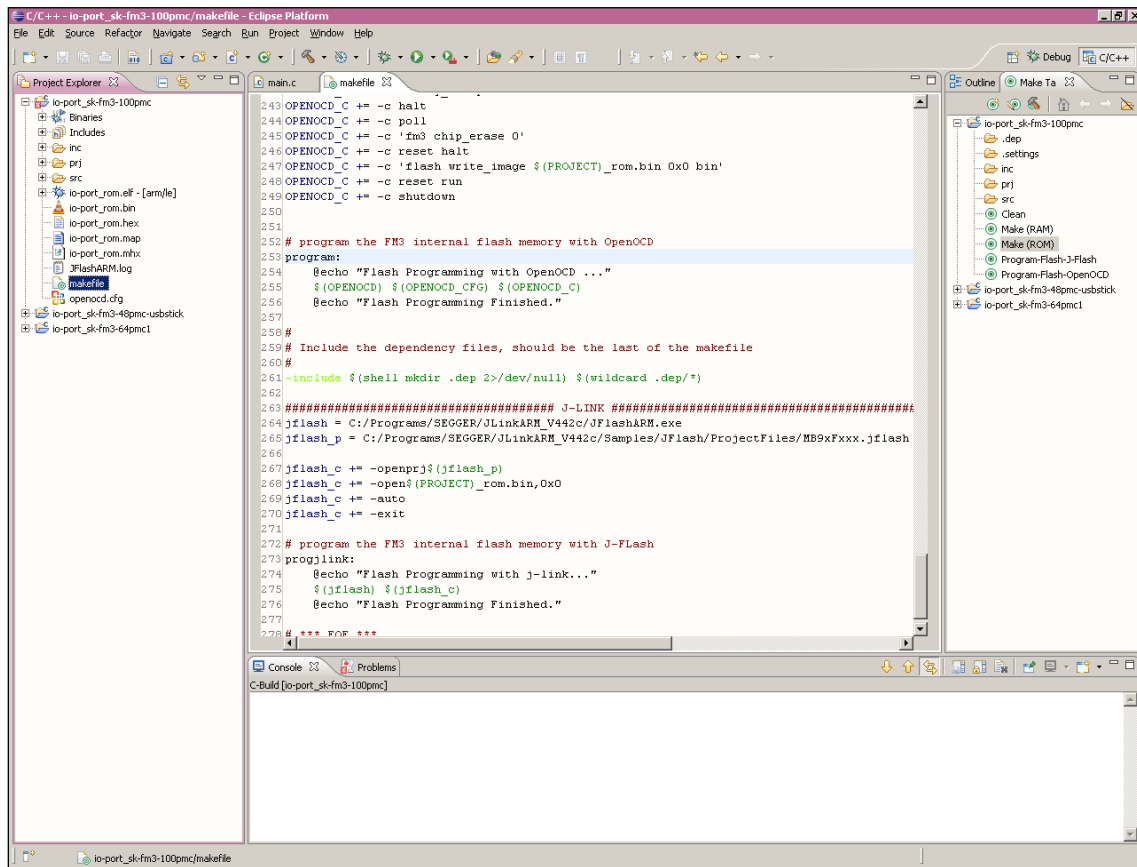 C/C++ - io-port_sk-fm3-100pmc/makefile - Eclipse Platform
File Edit Source Refactor Navigate Search Run Project Window Help
Debug C/C++
Project Explorer
io-port_sk-fm3-100pmc
Binaries
Includes
inc
prj
src
io-port_rom.elf - [arm/le]
io-port_rom.bin
io-port_rom.hex
io-port_rom.map
io-port_rom.mhx
JFlashARM.log
makefile
openocd.cfg
io-port_sk-fm3-48pmc-usbstick
io-port_sk-fm3-64pmc1
main.c makefile
243 OPENOCD_C += -c halt
244 OPENOCD_C += -c poll
245 OPENOCD_C += -c 'fm3 chip_erase 0'
246 OPENOCD_C += -c reset halt
247 OPENOCD_C += -c 'flash write_image $(PROJECT)_rom.bin 0x0 bin'
248 OPENOCD_C += -c reset run
249 OPENOCD_C += -c shutdown
250
251
252 # program the FM3 internal flash memory with OpenOCD
253 program:
254 @echo "Flash Programming with OpenOCD ..."
255 $(OPENOCD) $(OPENOCD_CFG) $(OPENOCD_C)
256 @echo "Flash Programming Finished."
257
258 #
259 # Include the dependency files, should be the last of the makefile
260 #
261 -include $(shell mkdir .dep 2>/dev/null) $(wildcard .dep/*)
262
263 ##################################### J-LINK ##########################################
264 jflash = C:/Programs/SEGGER/JLinkARM_V442c/JFlashARM.exe
265 jflash_p = C:/Programs/SEGGER/JLinkARM_V442c/Samples/JFlash/ProjectFiles/MB9xFxxx.jflash
266
267 jflash_c += -openprj$(jflash_p)
268 jflash_c += -open$(PROJECT)_rom.bin,0x0
269 jflash_c += -auto
270 jflash_c += -exit
271
272 # program the FM3 internal flash memory with J-FLash
273 progjlink:
274 @echo "Flash Programming with j-link..."
275 $(jflash) $(jflash_c)
276 @echo "Flash Programming Finished."
277
278 # *** EOF ***
Outline Make Ta
io-port_sk-fm3-100pmc
.dep
.settings
inc
prj
src
Clean
Make (RAM)
Make (ROM)
Program-Flash-J-Flash
Program-Flash-OpenOCD
io-port_sk-fm3-48pmc-usbstick
io-port_sk-fm3-64pmc1
Console Problems
C-Build [io-port_sk-fm3-100pmc]
io-port_sk-fm3-100pmc/makefile